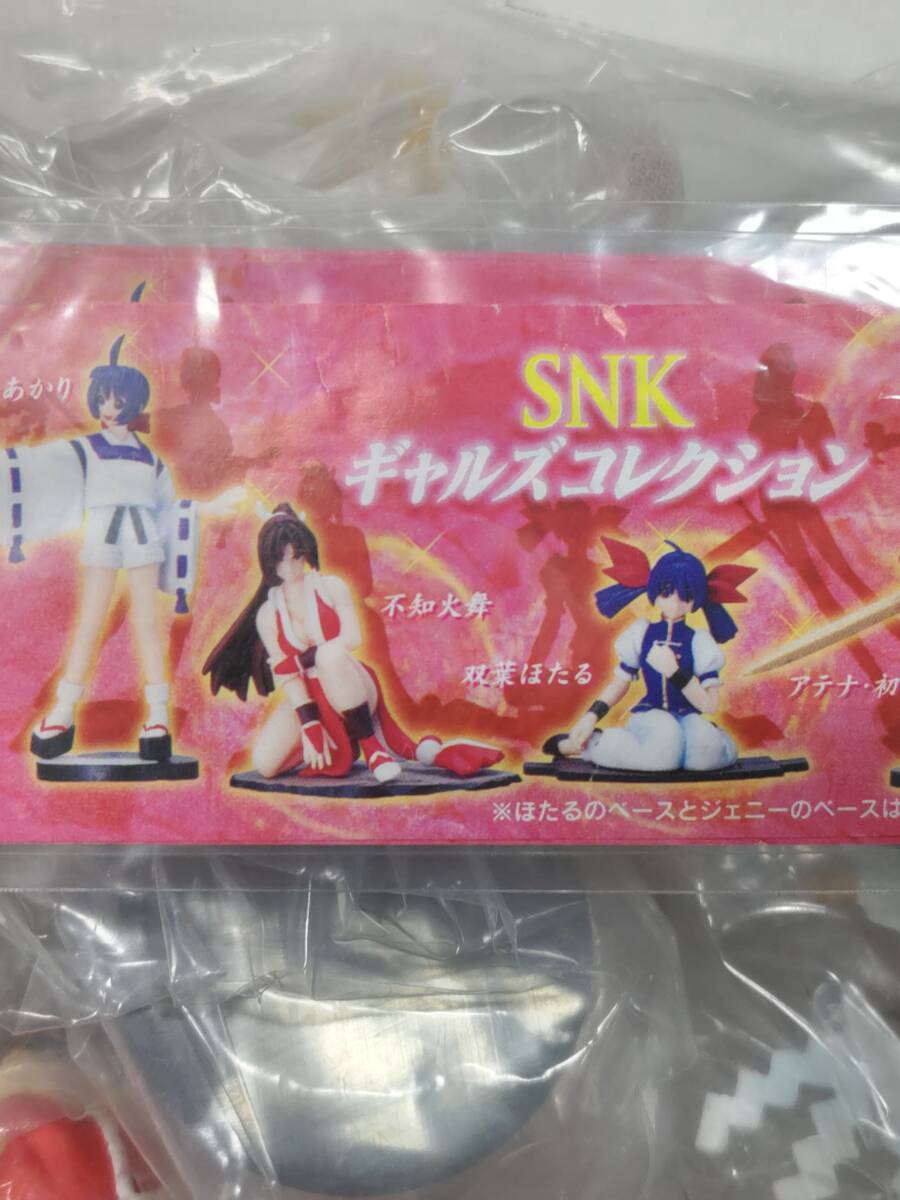 SNK
ギャルズコレクション
あかり
不知火舞
双葉ほたる
アテナ・初
※ほたるのベースとジェニーのベースは